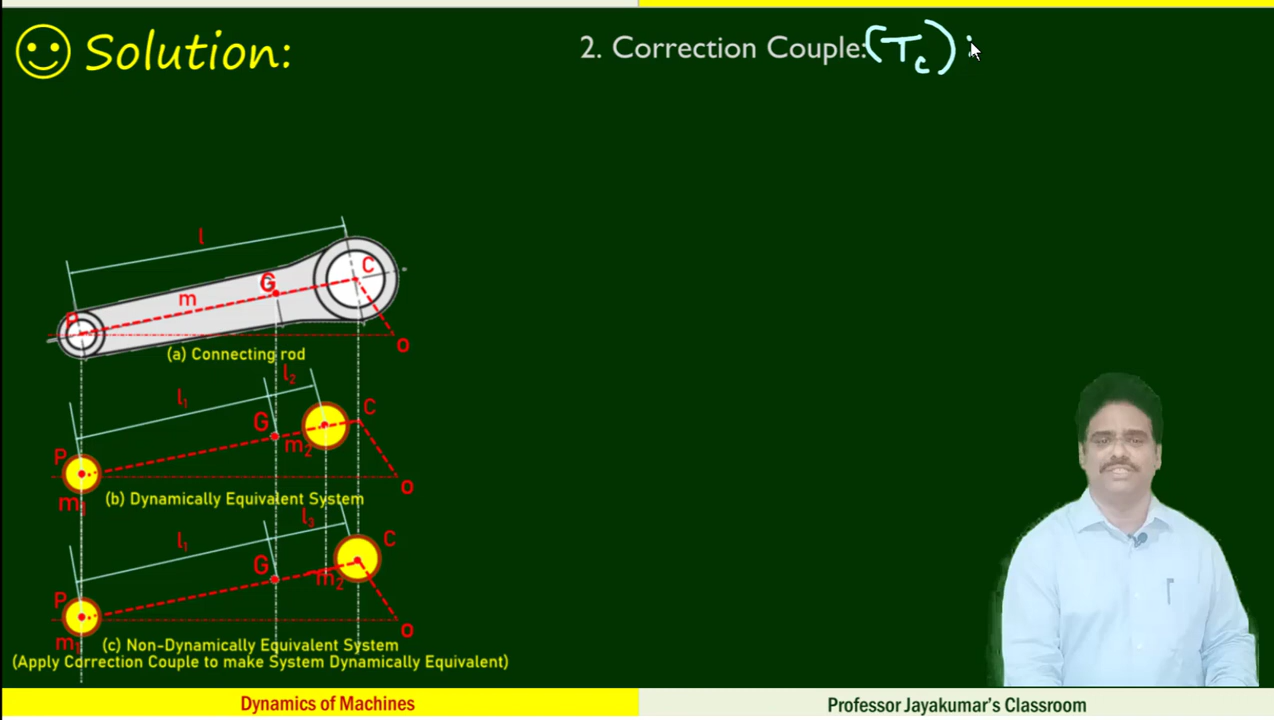 Solution:
2. Correction Couple:(Tc) :
l
G
C
m
P
O
(a) Connecting rod
l2
l1
C
G
P
m2
O
m1
(b) Dynamically Equivalent System
l3
l1
C
G
P
m2
O
m1
(c) Non-Dynamically Equivalent System
(Apply Correction Couple to make System Dynamically Equivalent)
Dynamics of Machines
Professor Jayakumar's Classroom